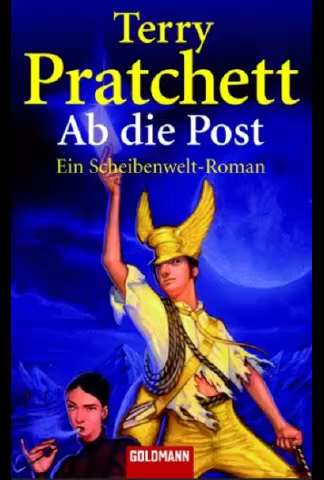 Terry
Pratchett
Ab die Post
Ein Scheibenwelt-Roman
GOLDMANN